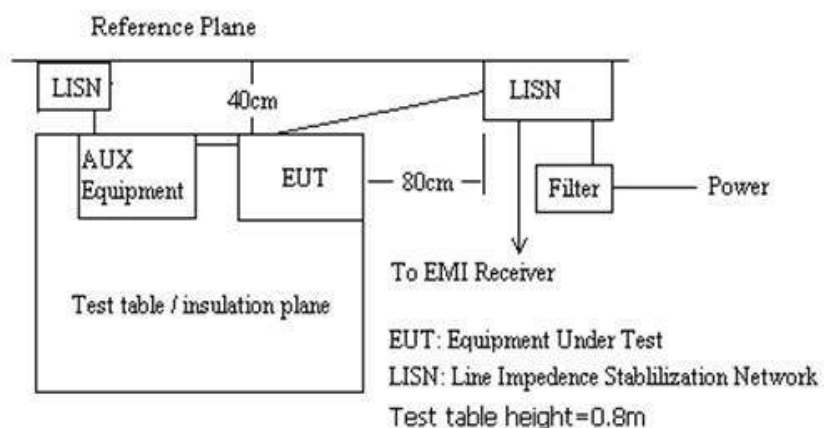 Reference Plane
LISN
40cm
LISN
AUX
Equipment
EUT
80cm
Filter
Power
To EMI Receiver
Test table / insulation plane
EUT: Equipment Under Test
LISN: Line Impedence Stablilization Network
Test table height=0.8m